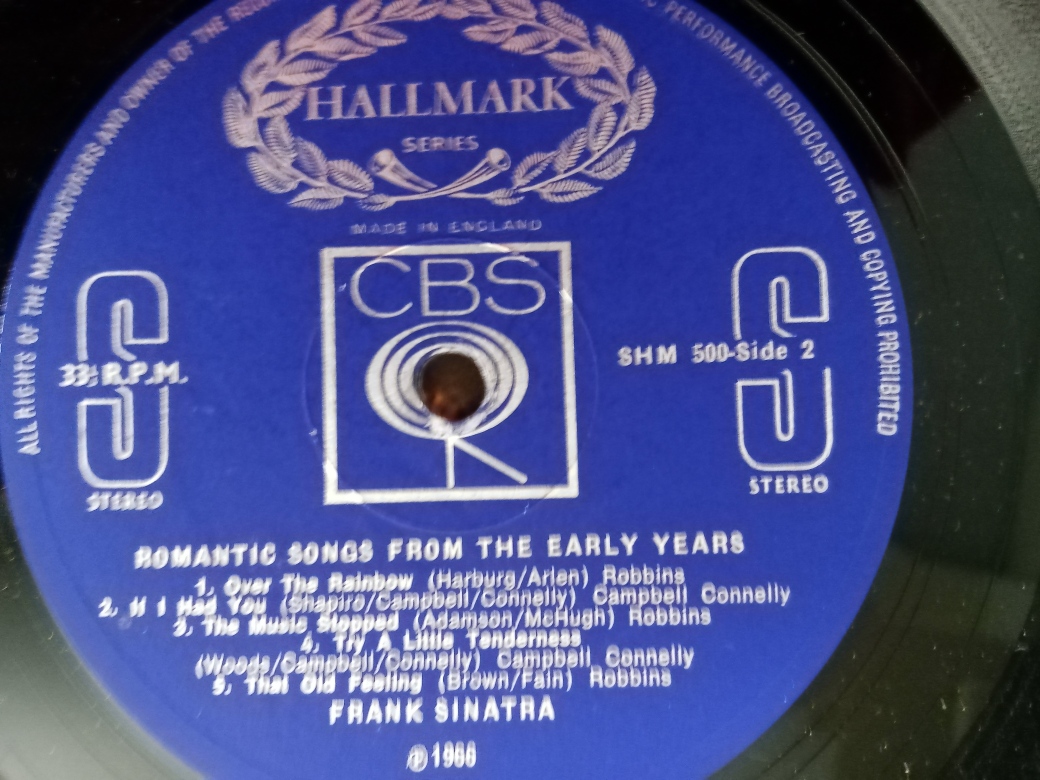 ALL RIGHTS OF THE MANUFACTURERS AND OWNER OF THE
PERFORMANCE BROADCASTING AND COPYING PROHIBITED
HALLMARK
SERIES
MADE IN ENGLAND
CBS
SHM 500-Side 2
33⅓ R.P.M.
STEREO
STEREO
ROMANTIC SONGS FROM THE EARLY YEARS
1, Over The Rainbow (Harburg/Arlen) Robbins
2, If I Had You (Shapiro/Campbell/Connelly) Campbell Connelly
3, The Music Stopped (Adamson/McHugh) Robbins
4, Try A Little Tenderness
(Woods/Campbell/Connelly) Campbell Connelly
5, That Old Feeling (Brown/Fain) Robbins
FRANK SINATRA
℗ 1966